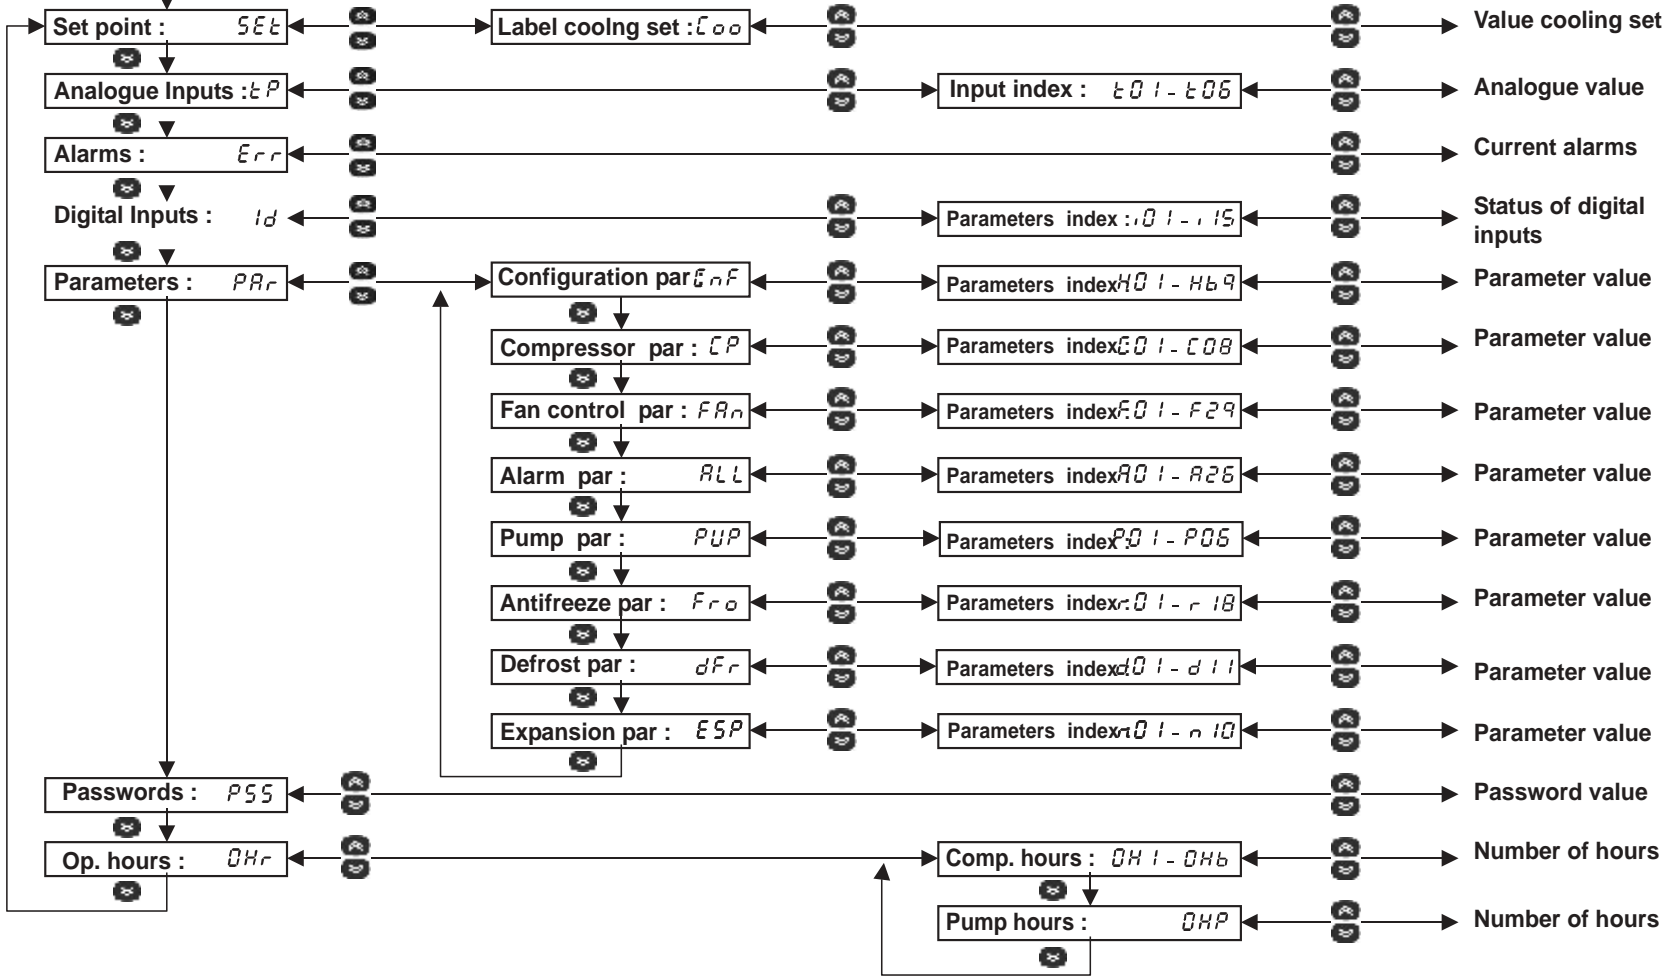 Set point : SEt Label coolng set : Coo Value cooling set
Analogue Inputs : tP Input index : t01 - t06 Analogue value
Alarms : Err Current alarms
Digital Inputs : Id Parameters index : i01 - i15 Status of digital
inputs
Parameters : PAr Configuration par CnF Parameters index H01 - Hb9 Parameter value
Compressor par : CP Parameters index : C01 - C08 Parameter value
Fan control par : FAn Parameters index : F01 - F29 Parameter value
Alarm par : ALL Parameters index A01 - A26 Parameter value
Pump par : PUP Parameters index : P01 - P06 Parameter value
Antifreeze par : Fro Parameters index : r01 - r18 Parameter value
Defrost par : dFr Parameters index : d01 - d11 Parameter value
Expansion par : ESP Parameters index : n01 - n10 Parameter value
Passwords : PSS Password value
Op. hours : OHr Comp. hours : OH1 - OHb Number of hours
Pump hours : OHP Number of hours